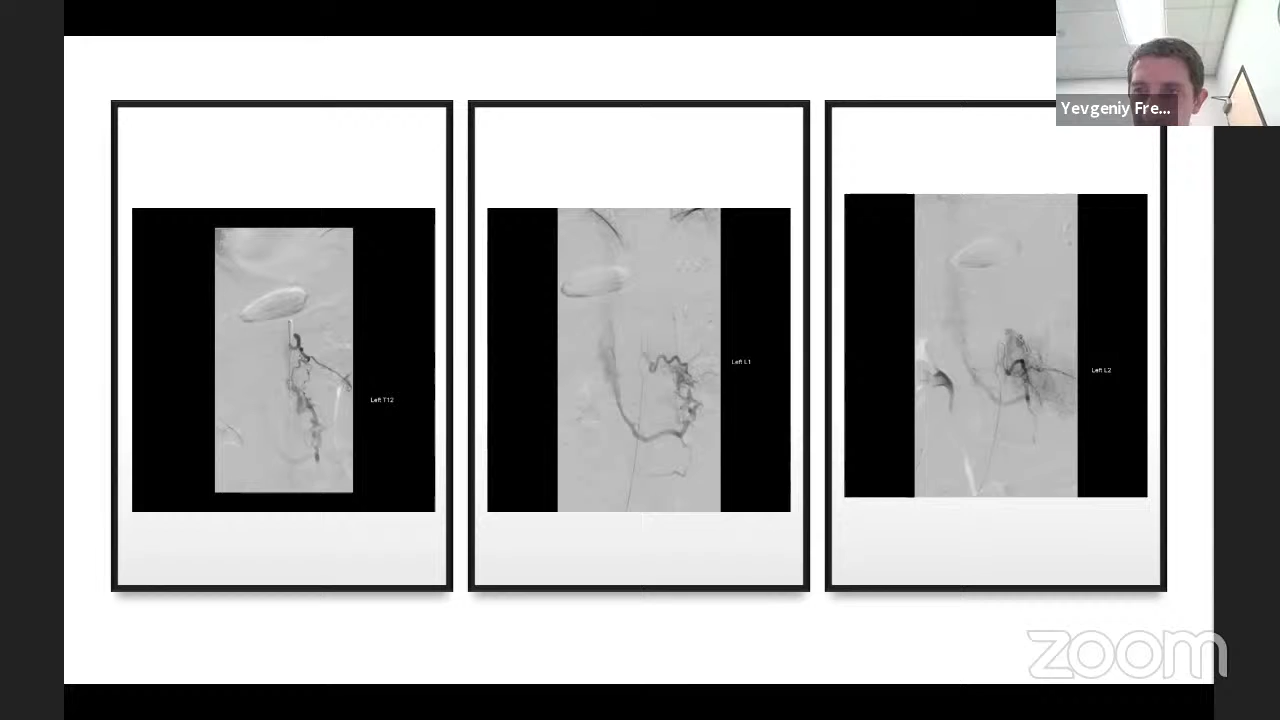 Yevgeniy Fre...
Left T12
Left L1
Left L2
zoom